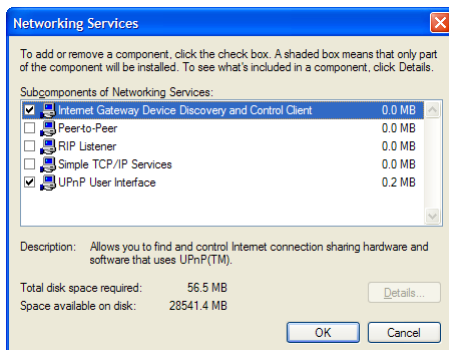 Networking Services
To add or remove a component, click the check box. A shaded box means that only part
of the component will be installed. To see what's included in a component, click Details.
Subcomponents of Networking Services:
Internet Gateway Device Discovery and Control Client 0.0 MB
Peer-to-Peer 0.0 MB
RIP Listener 0.0 MB
Simple TCP/IP Services 0.0 MB
UPnP User Interface 0.2 MB
Description: Allows you to find and control Internet connection sharing hardware and
software that uses UPnP(TM).
Total disk space required: 56.5 MB
Details...
Space available on disk: 28541.4 MB
OK Cancel